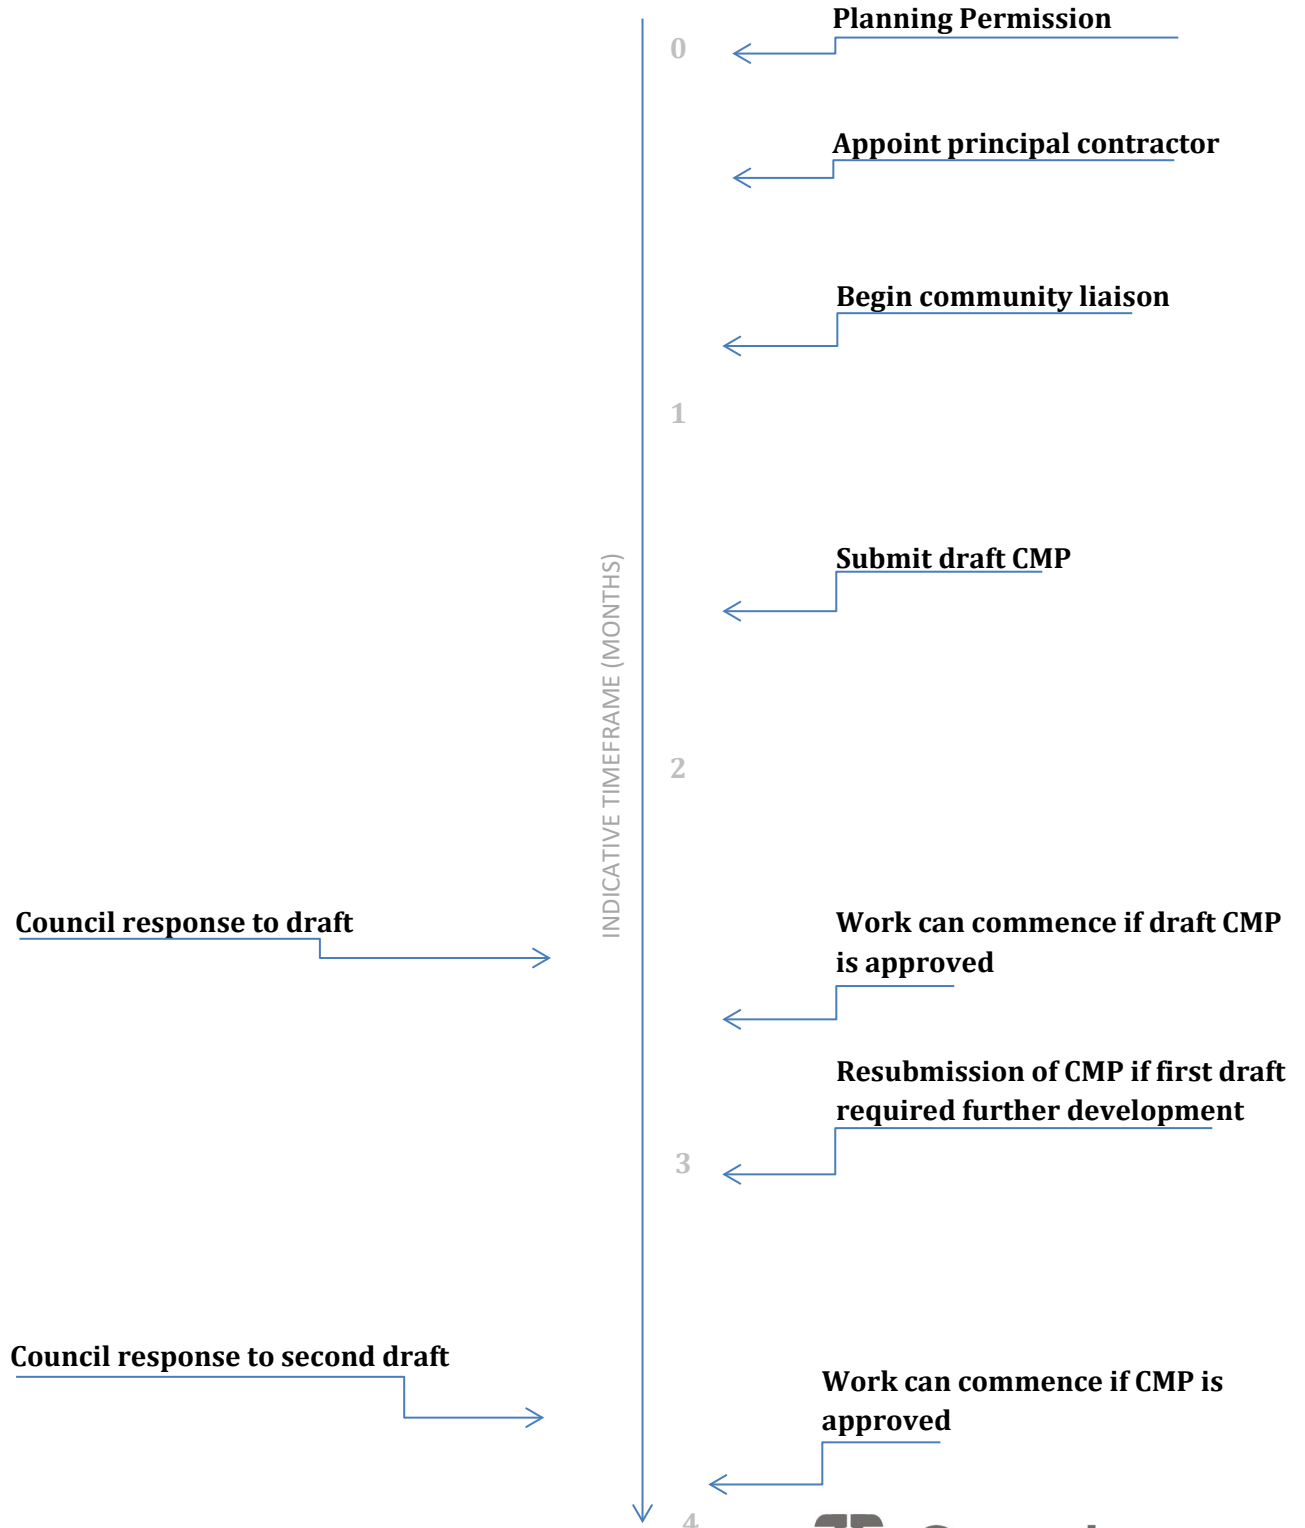 Planning Permission
0
Appoint principal contractor
Begin community liaison
1
Submit draft CMP
INDICATIVE TIMEFRAME (MONTHS)
2
Council response to draft
Work can commence if draft CMP
is approved
Resubmission of CMP if first draft
required further development
3
Council response to second draft
Work can commence if CMP is
approved
4